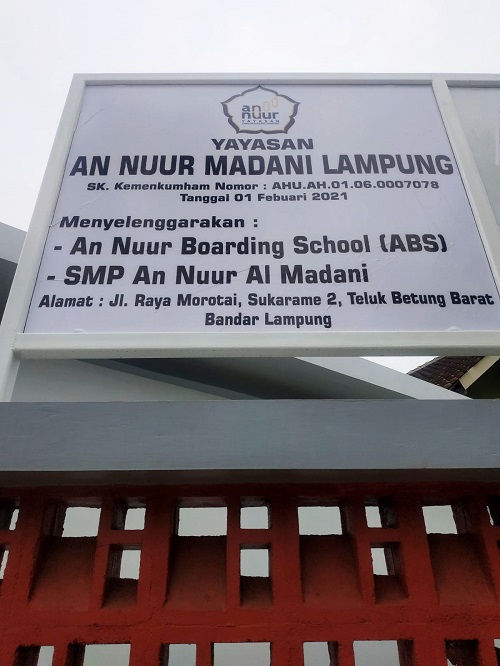 an
nuur
YAYASAN
YAYASAN
AN NUUR MADANI LAMPUNG
SK. Kemenkumham Nomor : AHU.AH.01.06.0007078
Tanggal 01 Febuari 2021
Menyelenggarakan :
- An Nuur Boarding School (ABS)
- SMP An Nuur Al Madani
Alamat : Jl. Raya Morotai, Sukarame 2, Teluk Betung Barat
Bandar Lampung